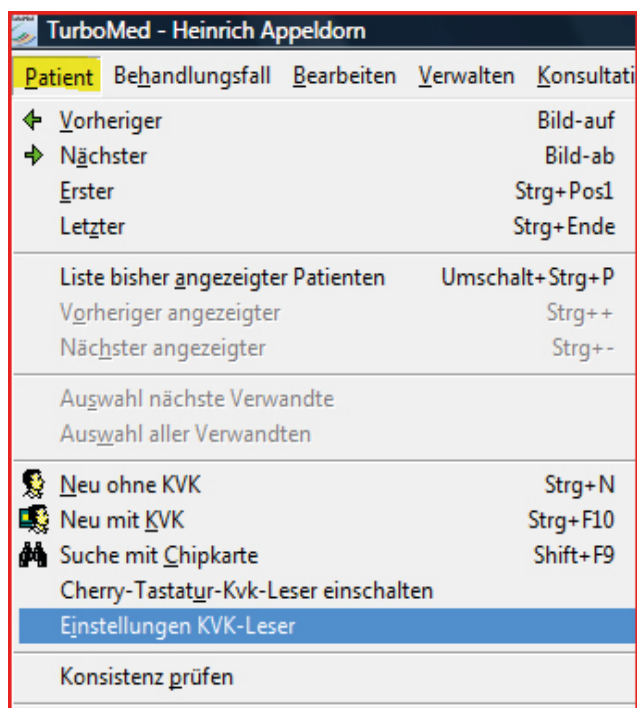 TurboMed - Heinrich Appeldorn
Patient Behandlungsfall Bearbeiten Verwalten Konsultati
Vorheriger Bild-auf
Nächster Bild-ab
Erster Strg+Pos1
Letzter Strg+Ende
Liste bisher angezeigter Patienten Umschalt+Strg+P
Vorheriger angezeigter Strg++
Nächster angezeigter Strg+-
Auswahl nächste Verwandte
Auswahl aller Verwandten
Neu ohne KVK Strg+N
Neu mit KVK Strg+F10
Suche mit Chipkarte Shift+F9
Cherry-Tastatur-Kvk-Leser einschalten
Einstellungen KVK-Leser
Konsistenz prüfen